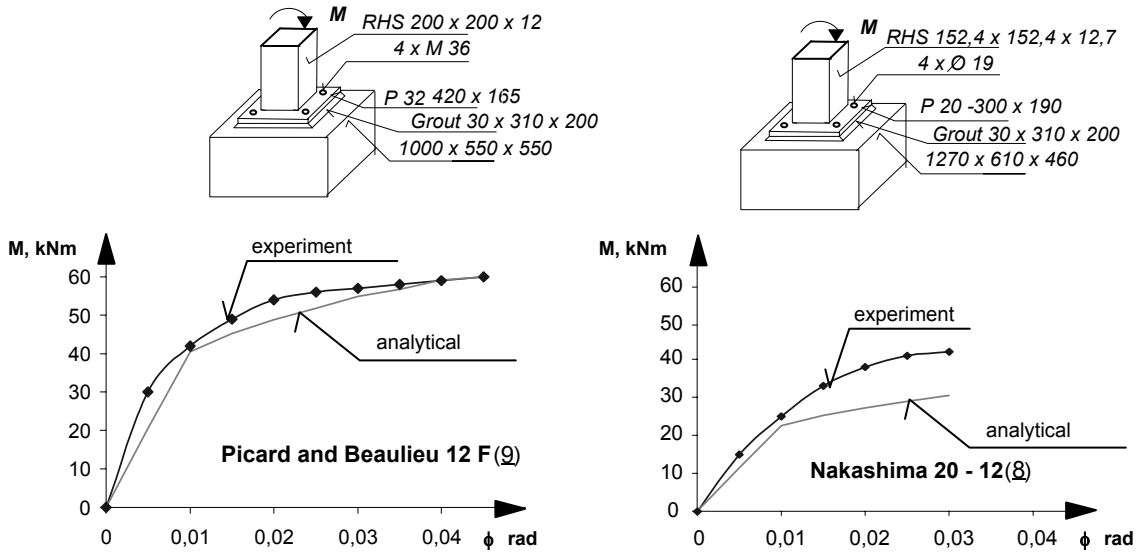 M
RHS 200 x 200 x 12
4 x M 36
P 32 420 x 165
Grout 30 x 310 x 200
1000 x 550 x 550
M, kNm
60
50
40
30
20
10
0
experiment
analytical
Picard and Beaulieu 12 F (9)
0 0,01 0,02 0,03 0,04 ϕ rad
M
RHS 152,4 x 152,4 x 12,7
4 x Ø 19
P 20 -300 x 190
Grout 30 x 310 x 200
1270 x 610 x 460
M, kNm
60
50
40
30
20
10
0
experiment
analytical
Nakashima 20 - 12 (8)
0 0,01 0,02 0,03 0,04 ϕ rad